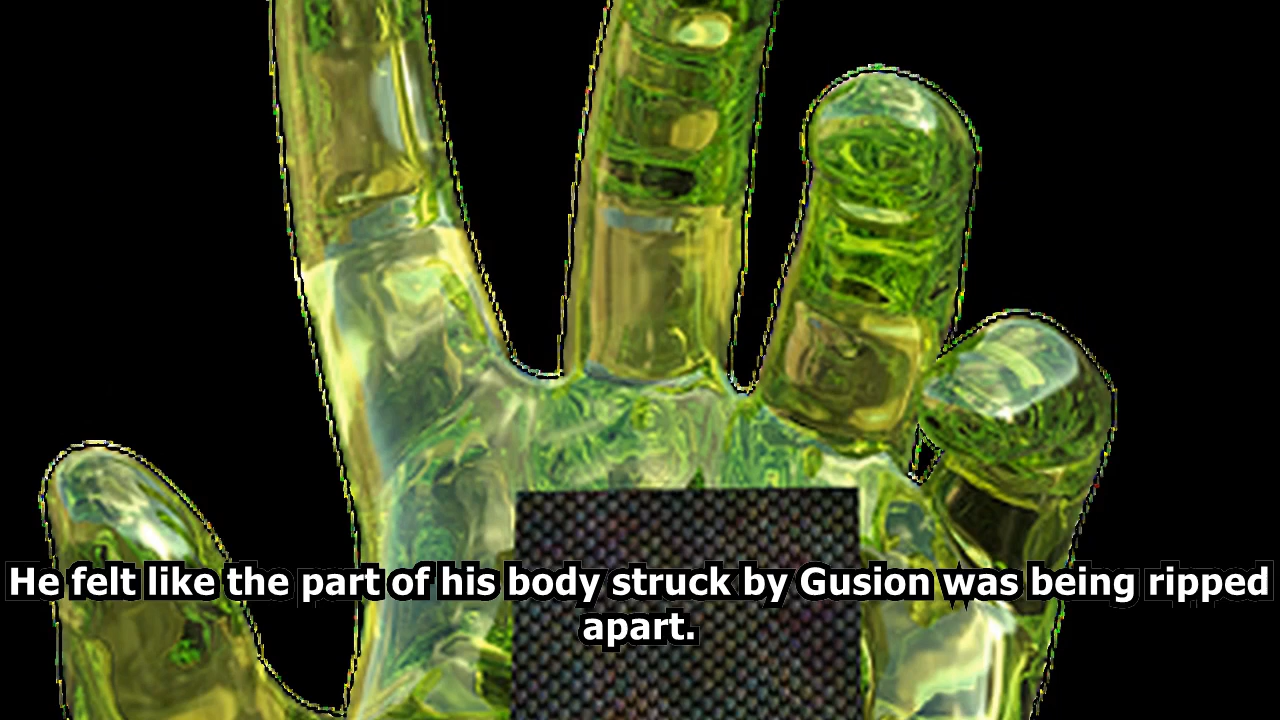 He felt like the part of his body struck by Gusion was being ripped
apart.